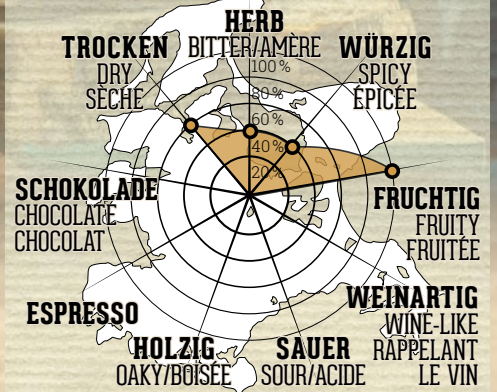 HERB
BITTER/AMÈRE
TROCKEN
DRY
SÈCHE
WÜRZIG
SPICY
ÉPICÉE
100%
80%
60%
40%
20%
SCHOKOLADE
CHOCOLATE
CHOCOLAT
FRUCHTIG
FRUITY
FRUITÉE
ESPRESSO
WEINARTIG
WINE-LIKE
RAPPELANT
LE VIN
HOLZIG
OAKY/BOISÉE
SAUER
SOUR/ACIDE